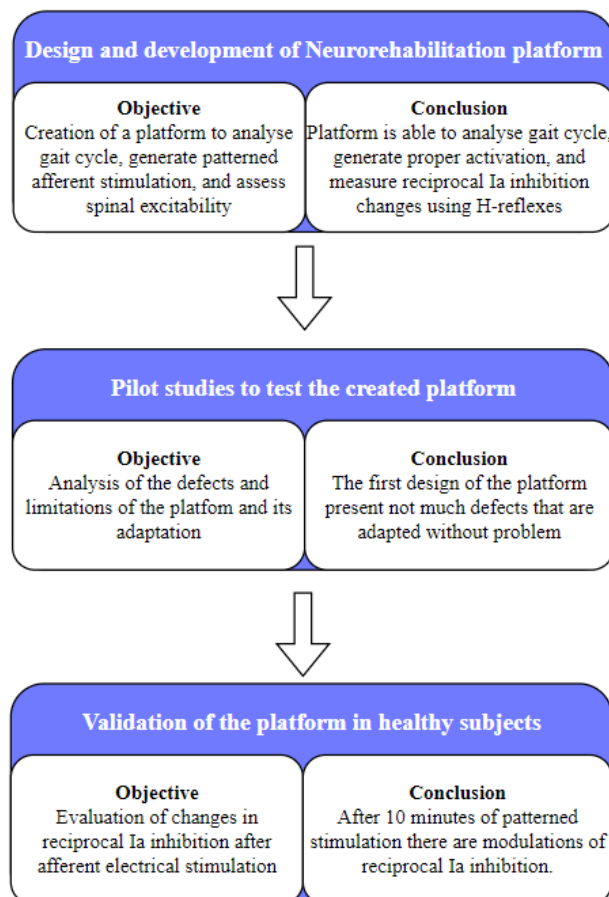 Design and development of Neurorehabilitation platform
Objective
Creation of a platform to analyse
gait cycle, generate patterned
afferent stimulation, and assess
spinal excitability
Conclusion
Platform is able to analyse gait cycle,
generate proper activation, and
measure reciprocal Ia inhibition
changes using H-reflexes
Pilot studies to test the created platform
Objective
Analysis of the defects and
limitations of the platfom and its
adaptation
Conclusion
The first design of the platform
present not much defects that are
adapted without problem
Validation of the platform in healthy subjects
Objective
Evaluation of changes in
reciprocal Ia inhibition after
afferent electrical stimulation
Conclusion
After 10 minutes of patterned
stimulation there are modulations of
reciprocal Ia inhibition.